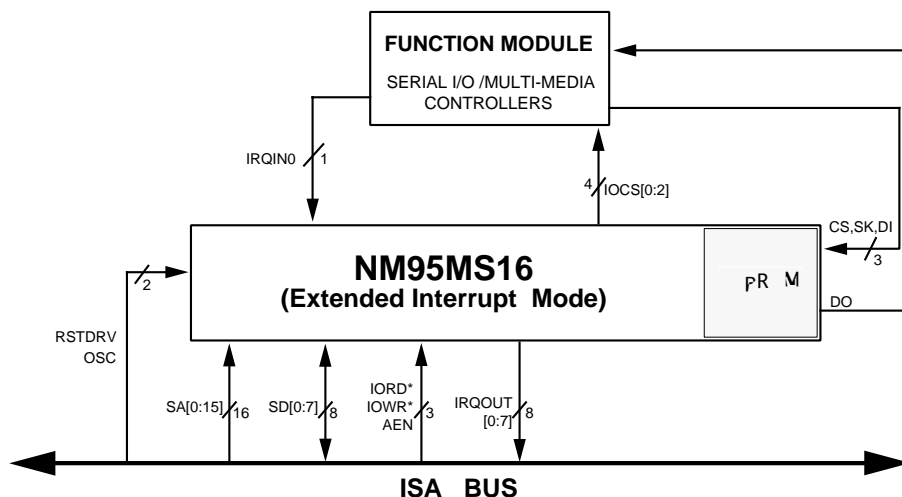 FUNCTION MODULE
SERIAL I/O /MULTI-MEDIA
CONTROLLERS
IRQIN0
1
4
IOCS[0:2]
CS,SK,DI
3
NM95MS16
(Extended Interrupt Mode)
PR M
DO
2
RSTDRV
OSC
SA[0:15]
16
SD[0:7]
8
IORD*
IOWR*
AEN
3
IRQOUT
[0:7]
8
ISA BUS